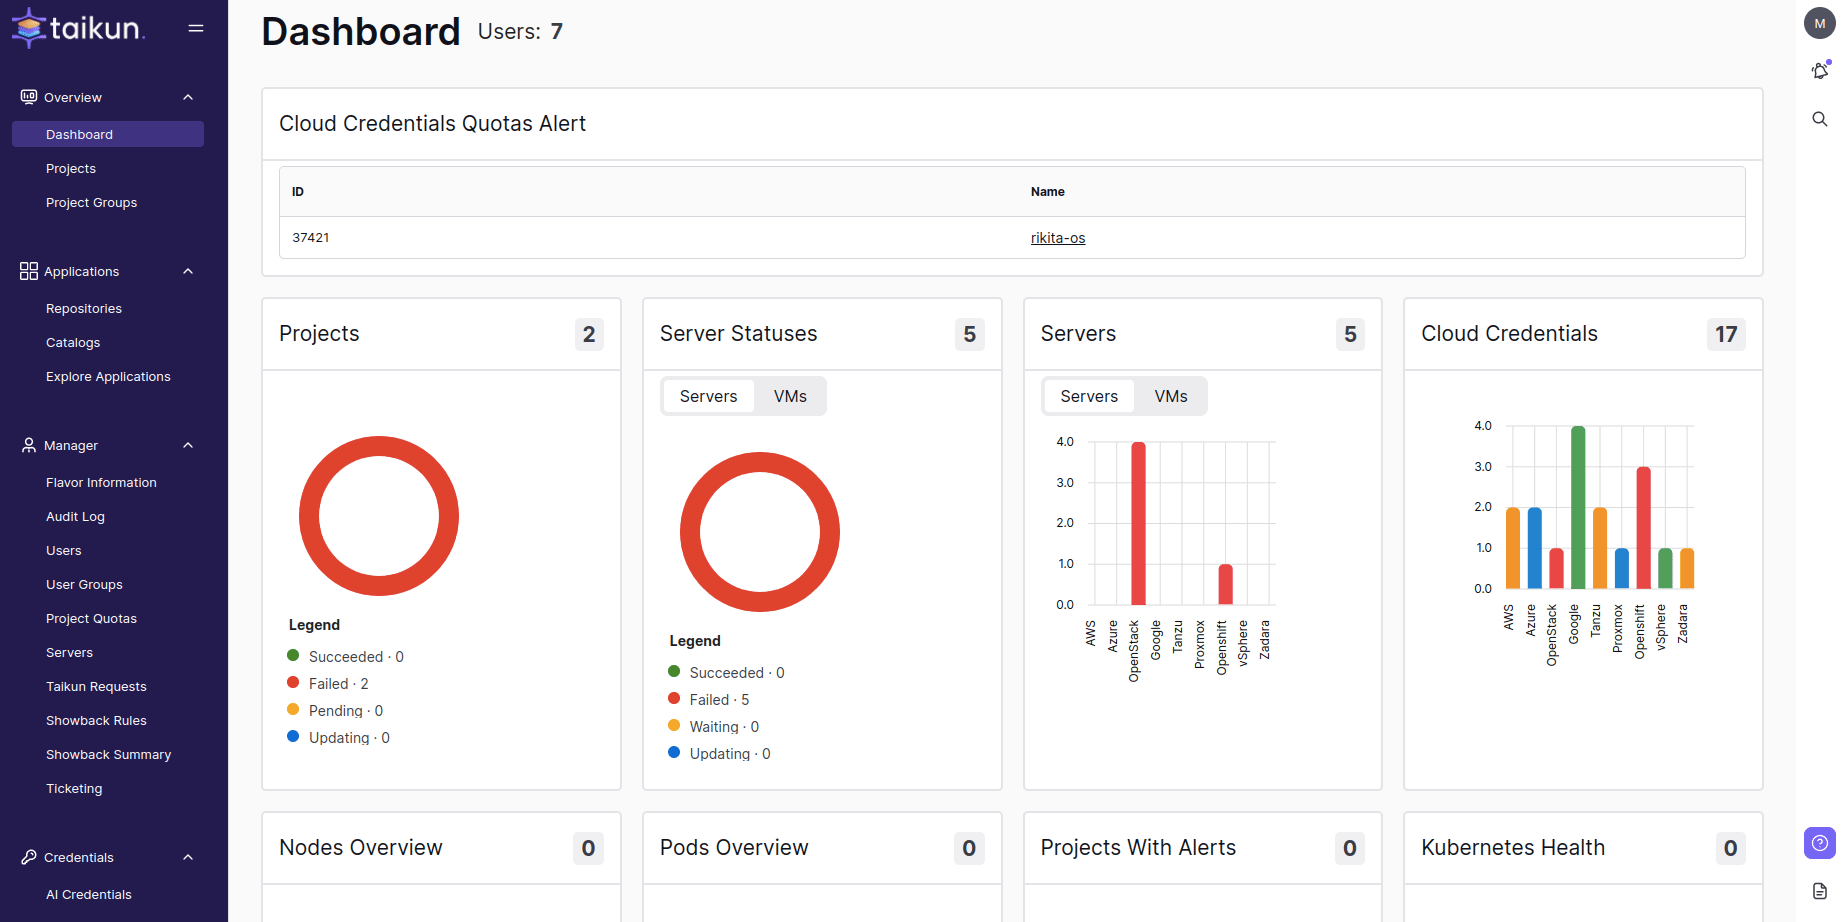 taikun.
Overview
Dashboard
Projects
Project Groups
Applications
Repositories
Catalogs
Explore Applications
Manager
Flavor Information
Audit Log
Users
User Groups
Project Quotas
Servers
Taikun Requests
Showback Rules
Showback Summary
Ticketing
Credentials
AI Credentials
Dashboard Users: 7
M
Cloud Credentials Quotas Alert
ID Name
37421 rikita-os
Projects 2
Legend
Succeeded · 0
Failed · 2
Pending · 0
Updating · 0
Server Statuses 5
Servers VMs
Legend
Succeeded · 0
Failed · 5
Waiting · 0
Updating · 0
Servers 5
Servers VMs
4.0
3.0
2.0
1.0
0.0
AWS
Azure
OpenStack
Google
Tanzu
Proxmox
Openshift
vSphere
Zadara
Cloud Credentials 17
4.0
3.0
2.0
1.0
0.0
AWS
Azure
OpenStack
Google
Tanzu
Proxmox
Openshift
vSphere
Zadara
Nodes Overview 0
Pods Overview 0
Projects With Alerts 0
Kubernetes Health 0